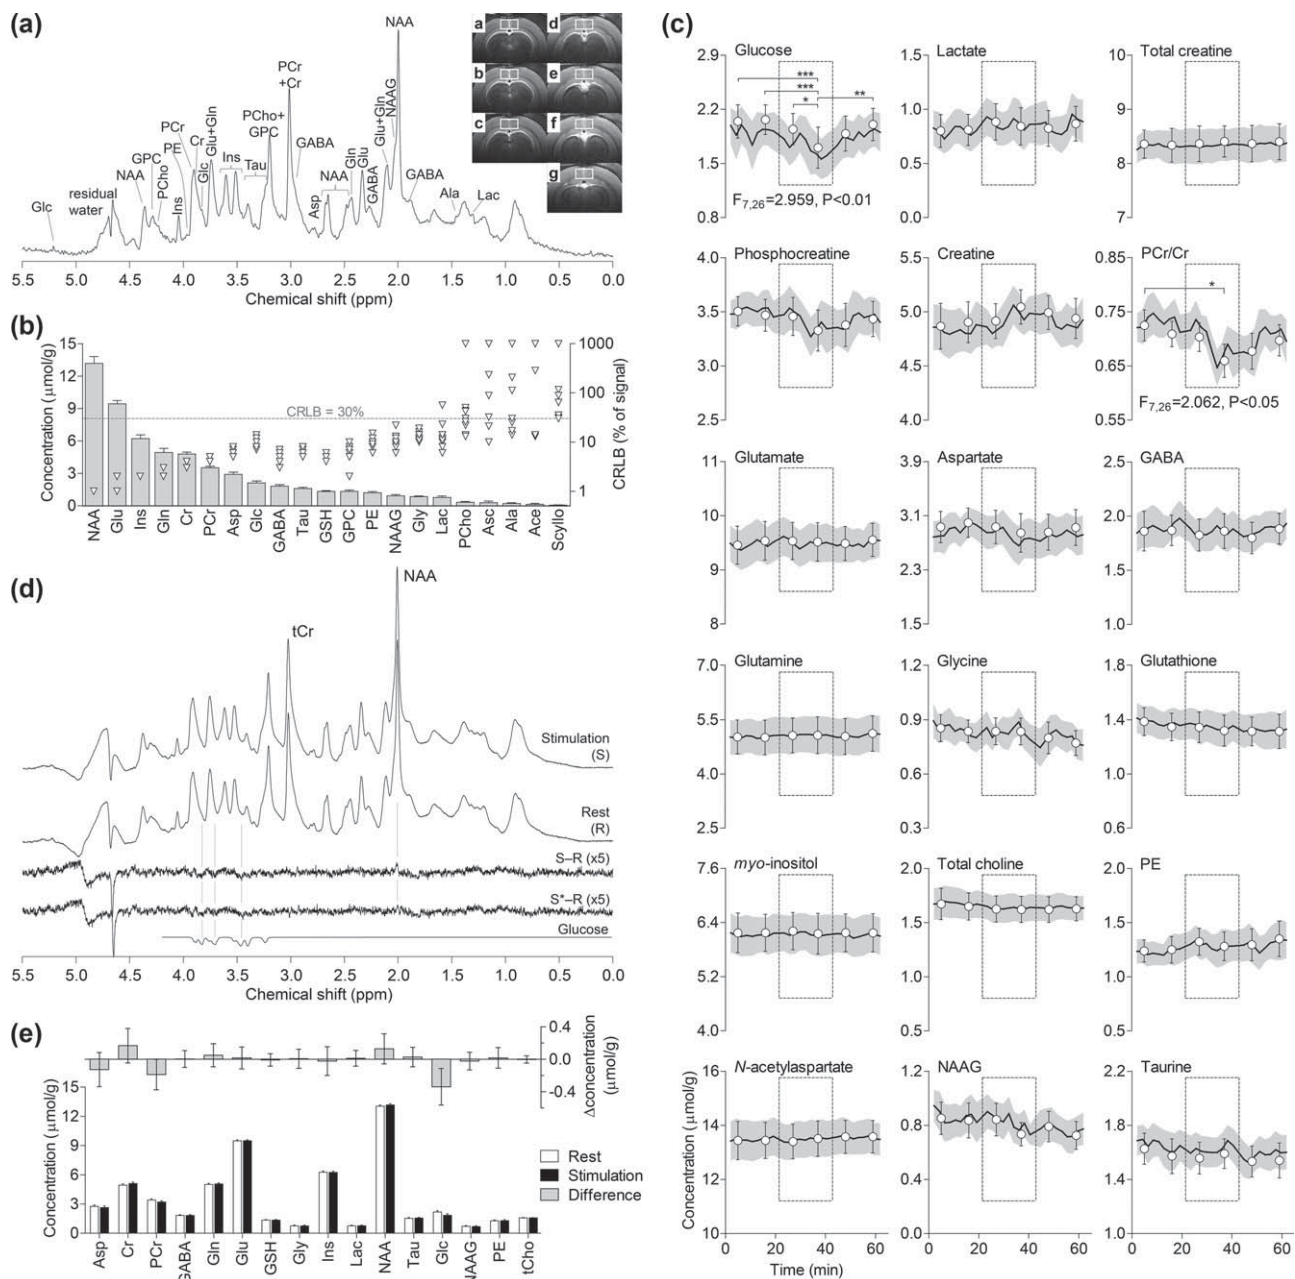 (a)
NAA
PCr
+Cr
PCho+
GPC
GABA
Glu+Gln
NAAG
Gln
Glu
GABA
GABA
NAA
Asp
Ala
Lac
Tau
Ins
Glu+Gln
Glc
Cr
PCr
PE
Ins
PCho
GPC
NAA
residual
water
Glc
a
b
c
d
e
f
g
5.5 5.0 4.5 4.0 3.5 3.0 2.5 2.0 1.5 1.0 0.5 0.0
Chemical shift (ppm)
(b)
Concentration (µmol/g)
15
12
9
6
3
0
CRLB = 30%
1000
100
10
1
CRLB (% of signal)
NAA Glu Ins Gln Cr PCr Asp Glc GABA Tau GSH GPC PE NAAG Gly Lac PCho Asc Ala Ace Scyllo
(d)
NAA
tCr
Stimulation
(S)
Rest
(R)
S–R (x5)
S*–R (x5)
Glucose
5.5 5.0 4.5 4.0 3.5 3.0 2.5 2.0 1.5 1.0 0.5 0.0
Chemical shift (ppm)
(e)
0.4
0.0
-0.4
Δconcentration
(µmol/g)
Concentration (µmol/g)
15
12
9
6
3
0
Rest
Stimulation
Difference
Asp Cr PCr GABA Gln Glu GSH Gly Ins Lac NAA Tau Glc NAAG PE tCho
(c)
Glucose
2.9
2.2
1.5
0.8
***
***
*
**
F7,26=2.959, P<0.01
Lactate
1.5
1.0
0.5
0.0
Total creatine
10
9
8
7
Phosphocreatine
4.0
3.5
3.0
2.5
Creatine
5.5
5.0
4.5
4.0
PCr/Cr
0.85
0.75
0.65
0.55
*
F7,26=2.062, P<0.05
Glutamate
11
10
9
8
Aspartate
3.9
3.1
2.3
1.5
GABA
2.5
2.0
1.5
1.0
Glutamine
7.0
5.5
4.0
2.5
Glycine
1.2
0.9
0.6
0.3
Glutathione
1.8
1.4
1.0
0.6
myo-inositol
7.6
6.4
5.2
4.0
Total choline
2.0
1.5
1.0
0.5
PE
2.0
1.5
1.0
0.5
N-acetylaspartate
16
14
12
10
Concentration (µmol/g)
0 20 40 60
Time (min)
NAAG
1.2
0.8
0.4
0.0
0 20 40 60
Taurine
2.2
1.8
1.4
1.0
0 20 40 60